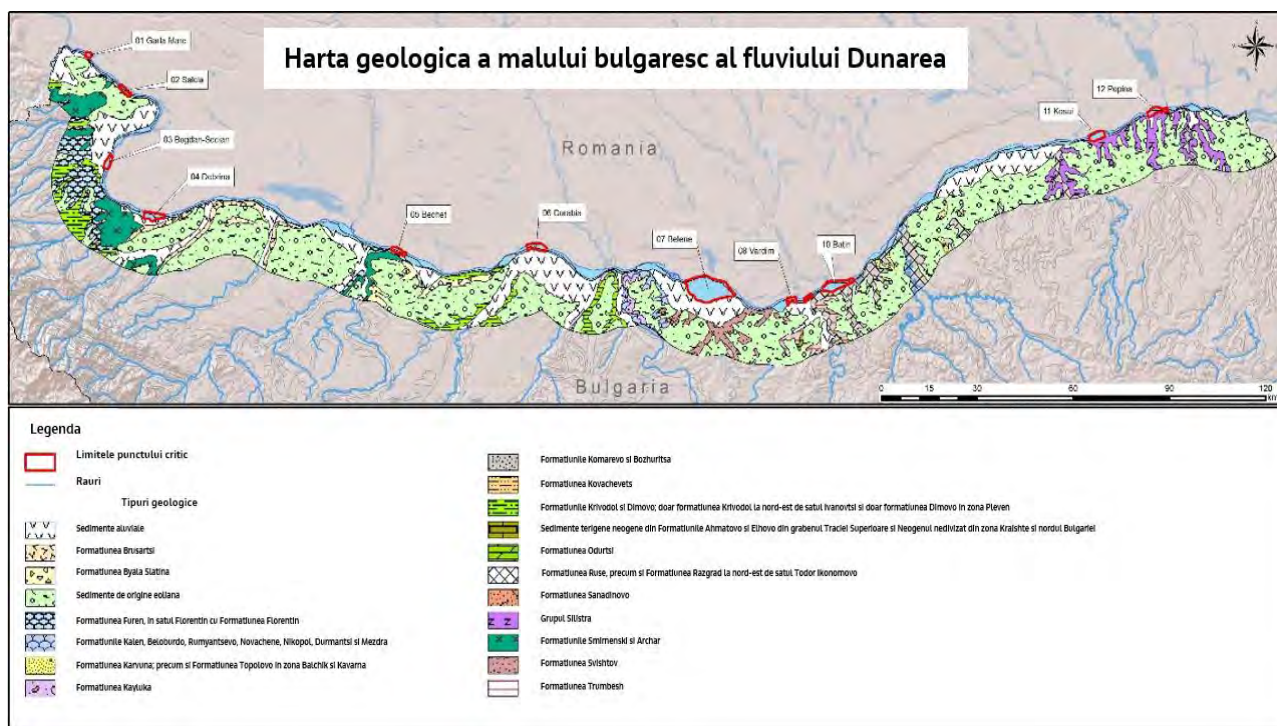 Harta geologica a malului bulgaresc al fluviului Dunarea
01 Garla Mare
02 Salcia
03 Bogdan-Secian
04 Dobrina
05 Bechet
06 Corabia
07 Belene
08 Vardim
10 Batin
11 Kosui
12 Popina
Romania
Bulgaria
0 15 30 60 90 120
km
Legenda
Limitele punctului critic
Rauri
Tipuri geologice
Sedimente aluviale
Formatiunea Brusartsi
Formatiunea Byala Slatina
Sedimente de origine eoliana
Formatiunea Furen, in satul Florentin cu Formatiunea Florentin
Formatiunile Kalen, Beloburdo, Rumyantsevo, Novachene, Nikopol, Durmantsi si Mezdra
Formatiunea Karvuna; precum si Formatiunea Topolovo in zona Balchik si Kavarna
Formatiunea Kayluka
Formatiunile Komarevo si Bozhuritsa
Formatiunea Kovachevets
Formatiunile Krivodol si Dimovo; doar formatiunea Krivodol la nord-est de satul Ivanovtsi si doar formatiunea Dimovo in zona Pleven
Sedimente terigene neogene din Formatiunile Ahmatovo si Elhovo din grabenul Traciei Superioare si Neogenul nedivizat din zona Kraishte si nordul Bulgariei
Formatiunea Odurtsi
Formatiunea Ruse, precum si Formatiunea Razgrad la nord-est de satul Todor Ikonomovo
Formatiunea Sanadinovo
Grupul Silistra
Formatiunile Smirnenski si Archar
Formatiunea Svishtov
Formatiunea Trumbesh